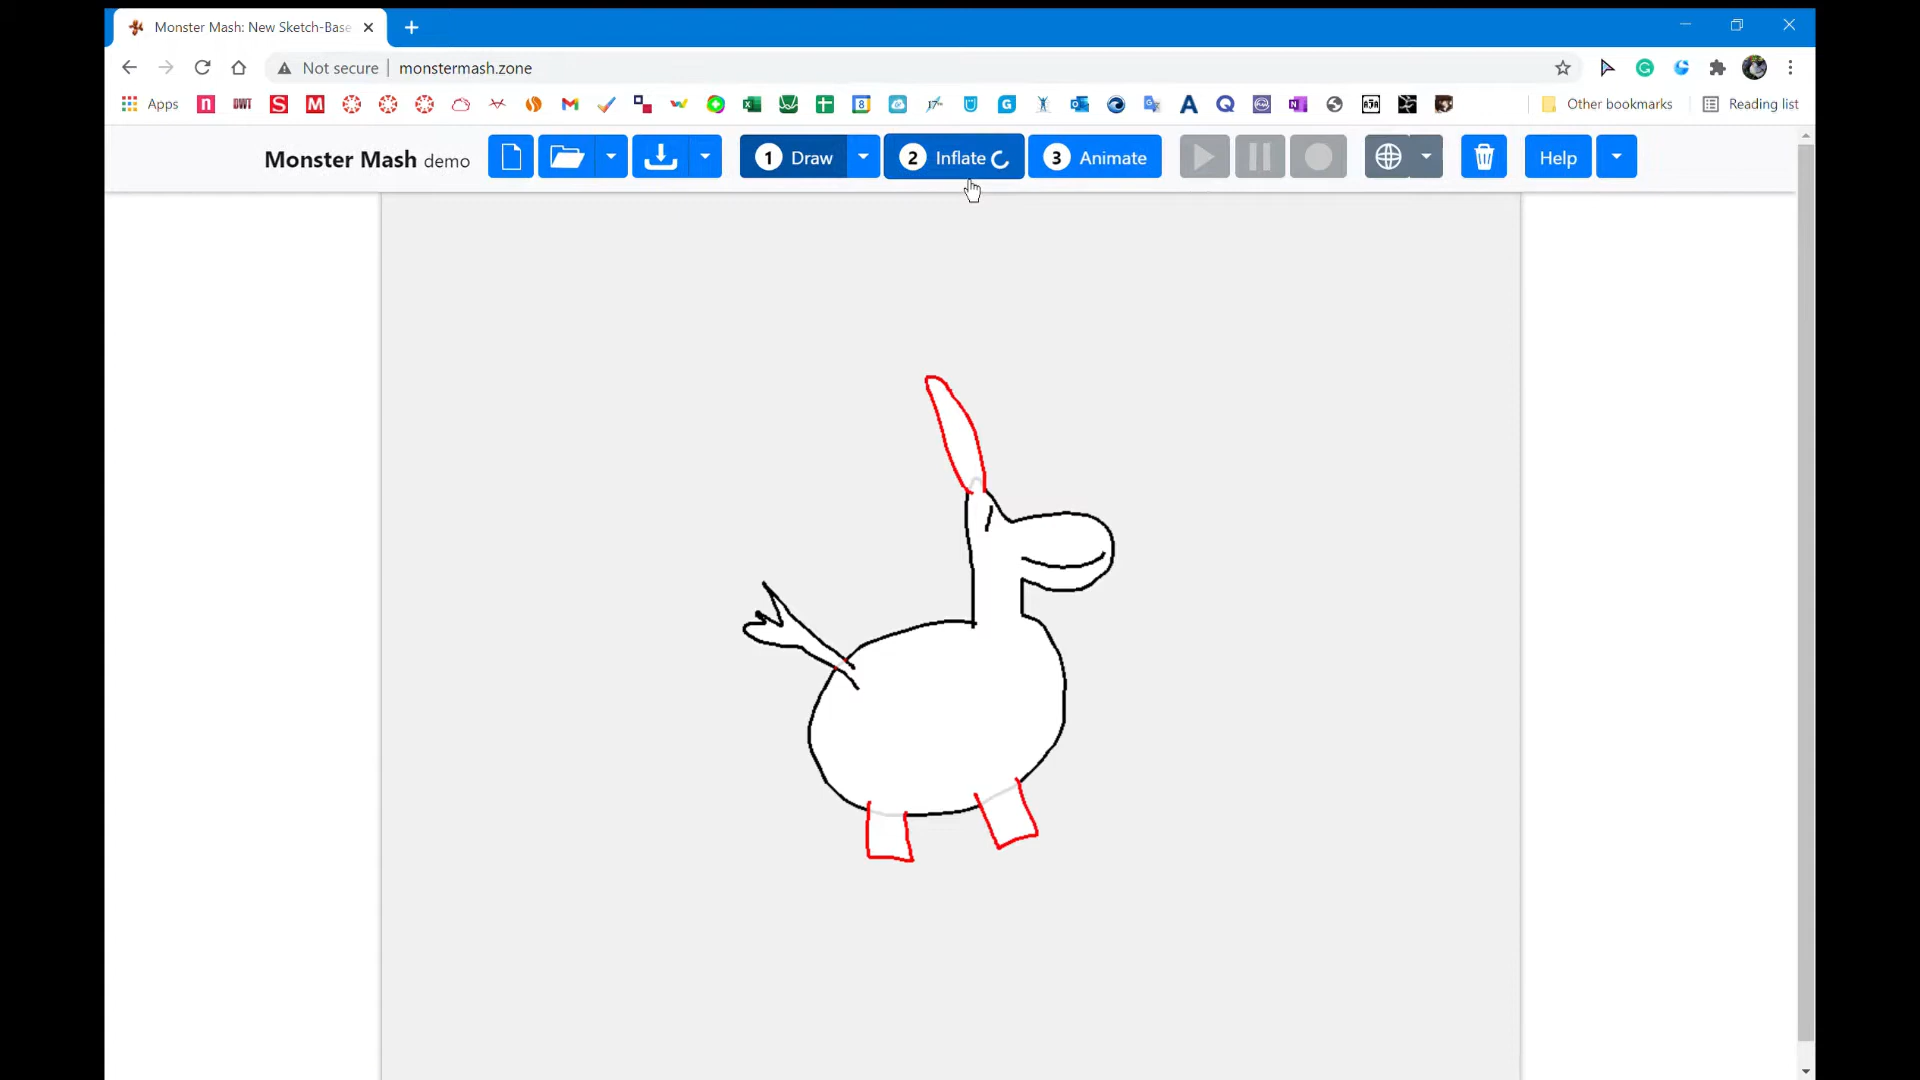 Monster Mash: New Sketch-Base
Not secure
monstermash.zone
Apps
Other bookmarks
Reading list
Monster Mash demo
1 Draw
2 Inflate
3 Animate
Help